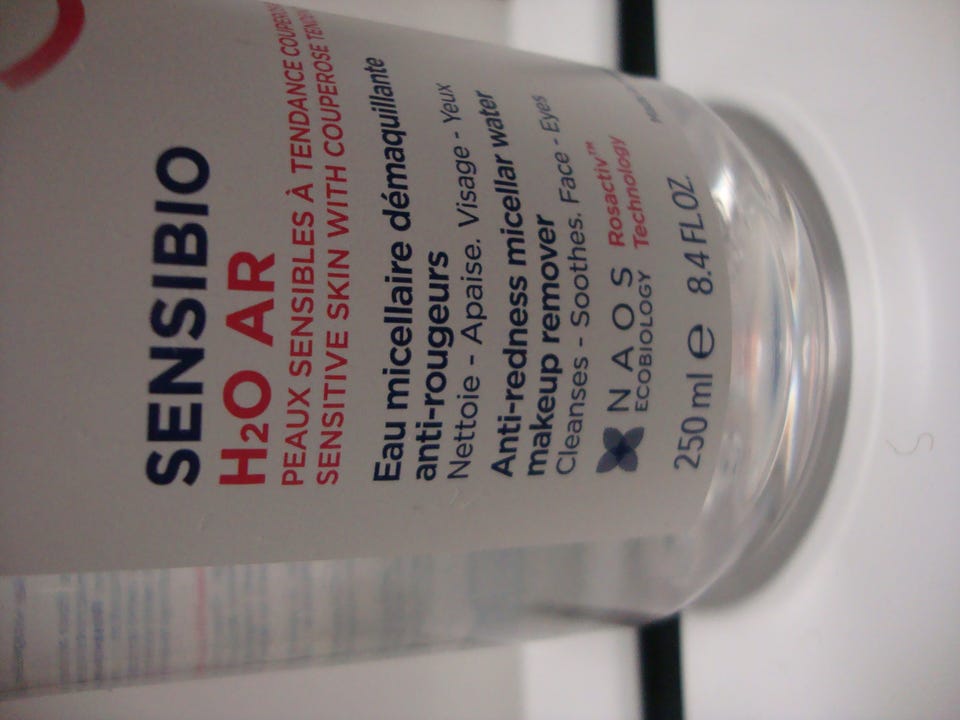 SENSIBIO
H2O AR
PEAUX SENSIBLES À TENDANCE
SENSITIVE SKIN WITH COUPEROSE
Eau micellaire démaquillante
anti-rougeurs
Nettoie - Apaise. Visage - Yeux
Anti-redness micellar water
makeup remover
Cleanses - Soothes. Face - Eyes
NAOS
ECOBIOLOGY
Rosactiv™
Technology
250 ml e 8.4 FL.OZ.